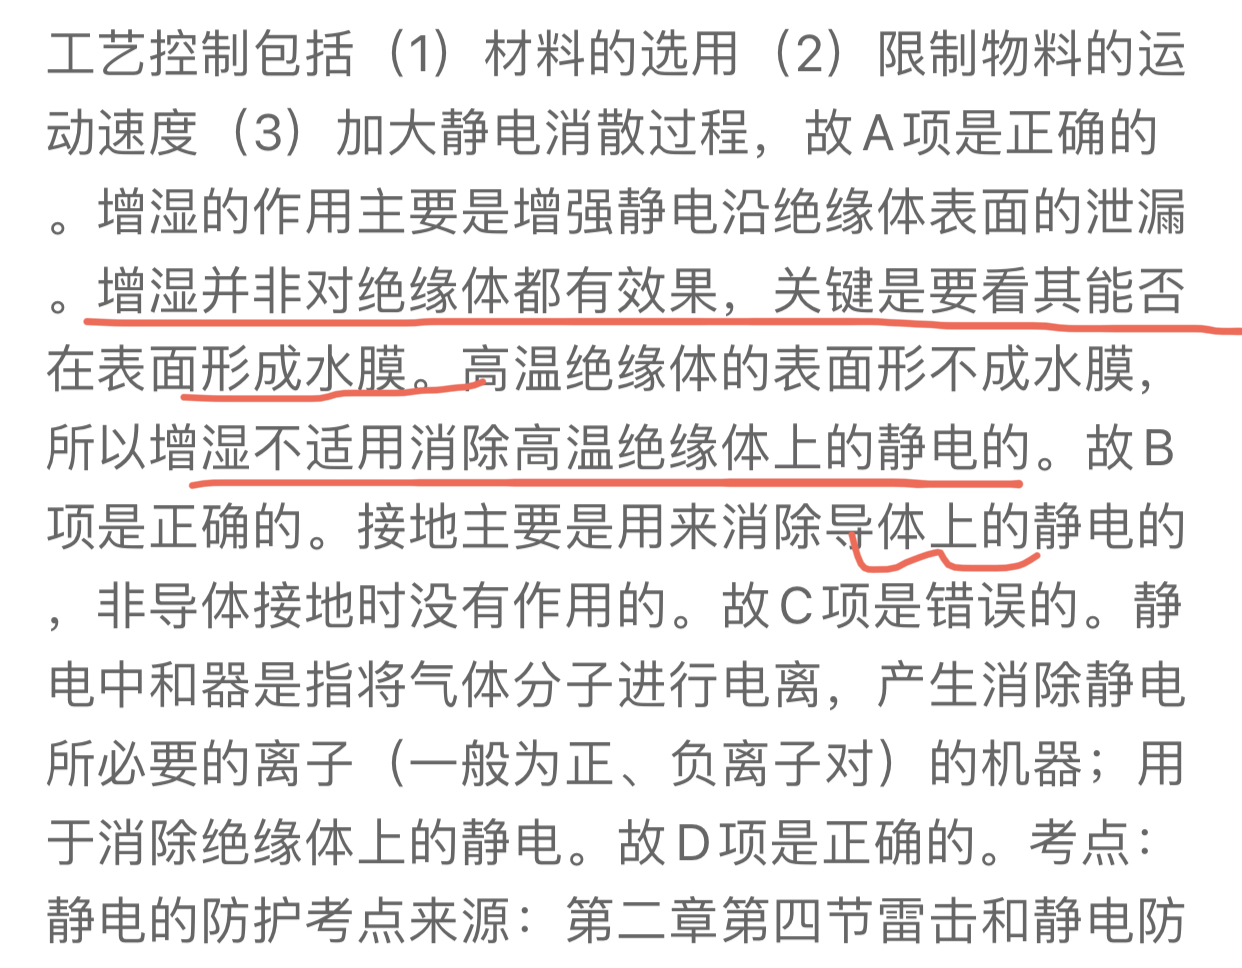 工艺控制包括（1）材料的选用（2）限制物料的运
动速度（3）加大静电消散过程，故A项是正确的
。增湿的作用主要是增强静电沿绝缘体表面的泄漏
。增湿并非对绝缘体都有效果，关键是要看其能否
在表面形成水膜。高温绝缘体的表面形不成水膜，
所以增湿不适用消除高温绝缘体上的静电的。故B
项是正确的。接地主要是用来消除导体上的静电的
，非导体接地时没有作用的。故C项是错误的。静
电中和器是指将气体分子进行电离，产生消除静电
所必要的离子（一般为正、负离子对）的机器；用
于消除绝缘体上的静电。故D项是正确的。考点：
静电的防护考点来源：第二章第四节雷击和静电防